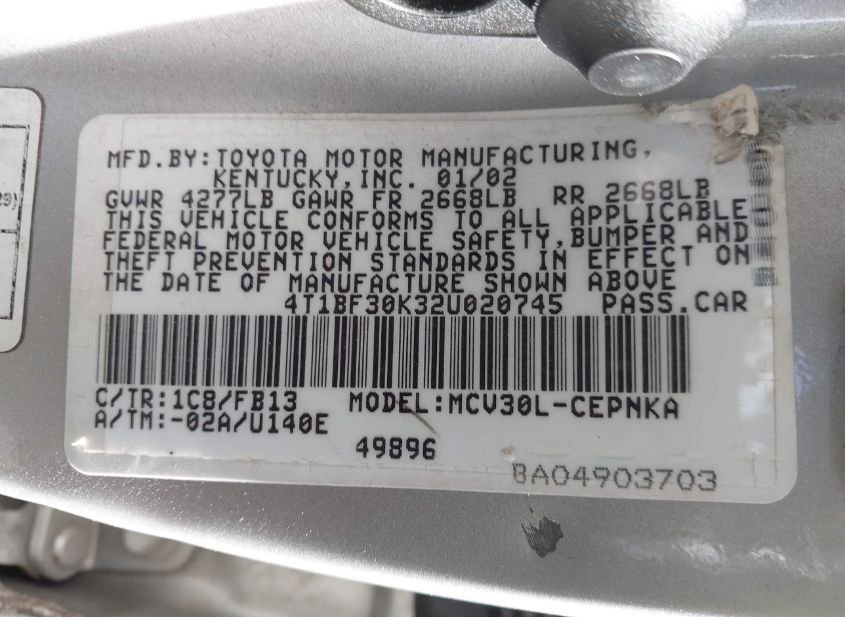 MFD.BY:TOYOTA MOTOR MANUFACTURING,
KENTUCKY,INC. 01/02
GVWR 4277LB GAWR FR 2668LB RR 2668LB
THIS VEHICLE CONFORMS TO ALL APPLICABLE
FEDERAL MOTOR VEHICLE SAFETY,BUMPER AND
THEFT PREVENTION STANDARDS IN EFFECT ON
THE DATE OF MANUFACTURE SHOWN ABOVE
4T1BF30K32U020745 PASS.CAR
C/TR:1C8/FB13 MODEL:MCV30L-CEPNKA
A/TM:-02A/U140E
49896
BA04903703